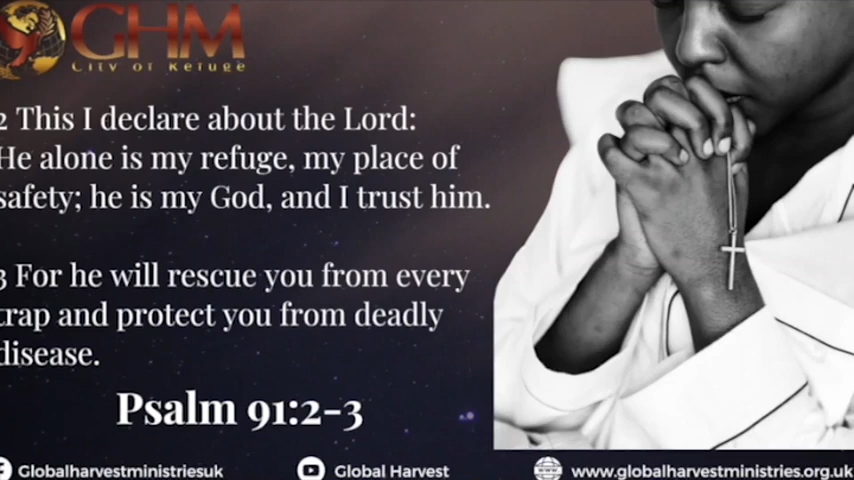 GHM
City of Refuge
2 This I declare about the Lord:
He alone is my refuge, my place of
safety; he is my God, and I trust him.
3 For he will rescue you from every
trap and protect you from deadly
disease.
Psalm 91:2-3
Globalharvestministriesuk
Global Harvest
www.globalharvestministries.org.uk